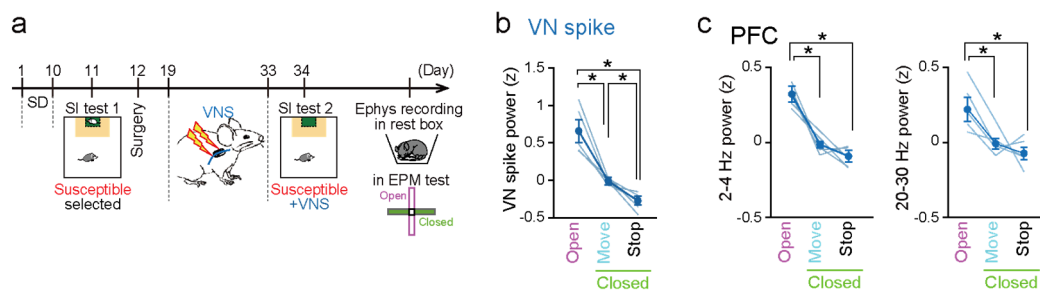 a
1 10 11 12 19 33 34 (Day)
SD
SI test 1
Surgery
VNS
SI test 2
Ephys recording
in rest box
Susceptible
selected
Susceptible
+VNS
in EPM test
Open
Closed
b VN spike
VN spike power (z)
* * *
1.5
1
0.5
0
-0.5
Open
Move
Stop
Closed
c PFC
2–4 Hz power (z)
* *
0.5
0
-0.5
Open
Move
Stop
Closed
20–30 Hz power (z)
* *
0.5
0
-0.5
Open
Move
Stop
Closed